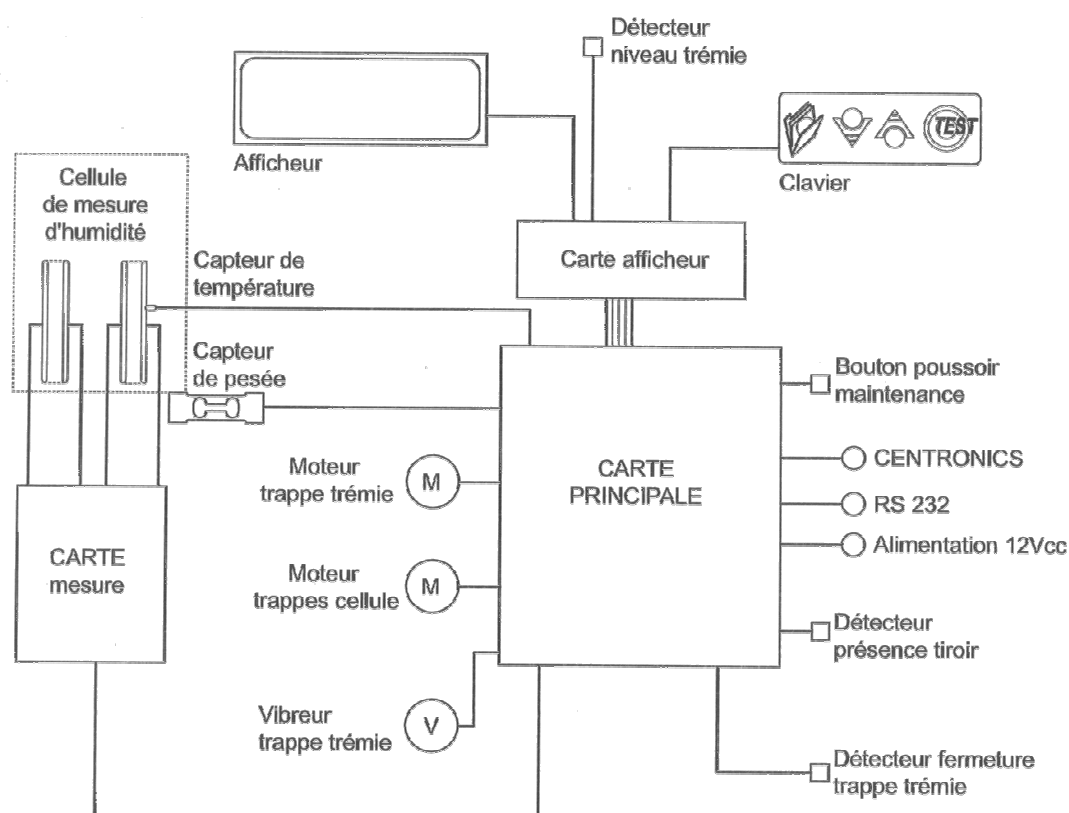 Détecteur
niveau trémie
TEST
Afficheur
Clavier
Cellule
de mesure
d'humidité
Carte afficheur
Capteur de
température
Capteur
de pesée
Bouton poussoir
maintenance
CENTRONICS
RS 232
Alimentation 12Vcc
CARTE
PRINCIPALE
Moteur
trappe trémie
M
CARTE
mesure
Moteur
trappes cellule
M
Détecteur
présence tiroir
Vibreur
trappe trémie
V
Détecteur fermeture
trappe trémie